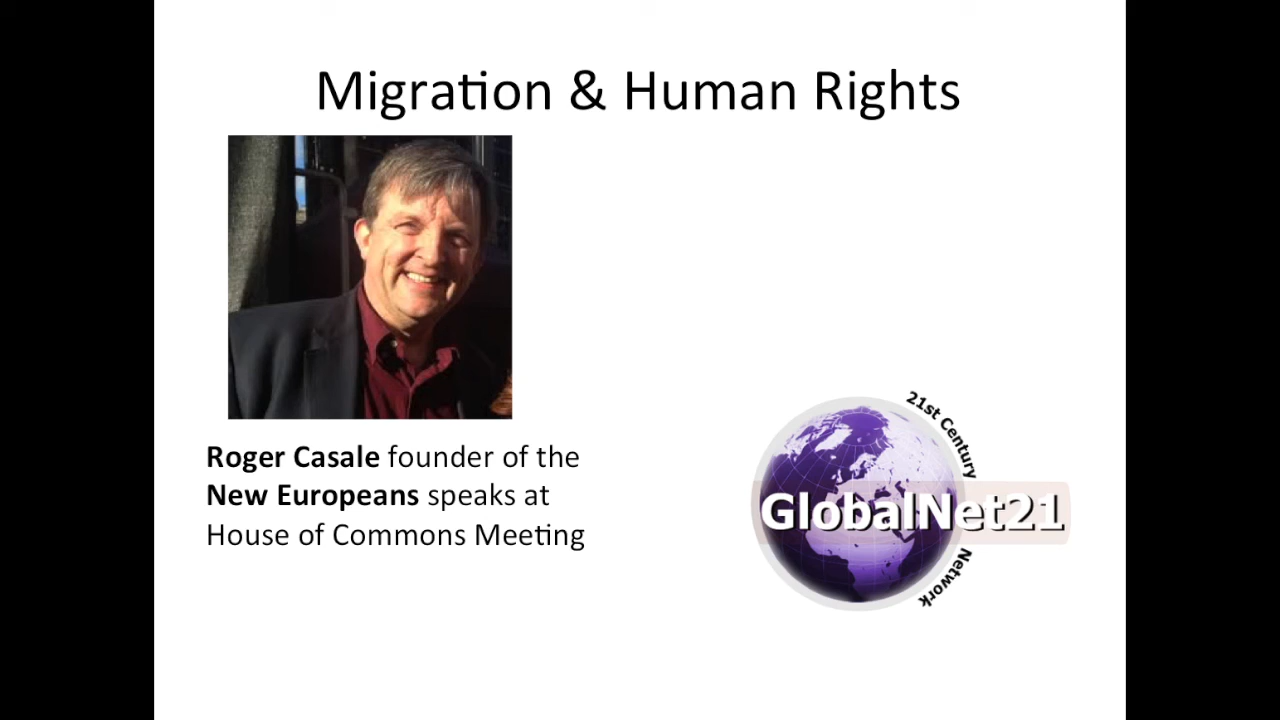 Migration & Human Rights
Roger Casale founder of the
New Europeans speaks at
House of Commons Meeting
21st Century
GlobalNet21
Network